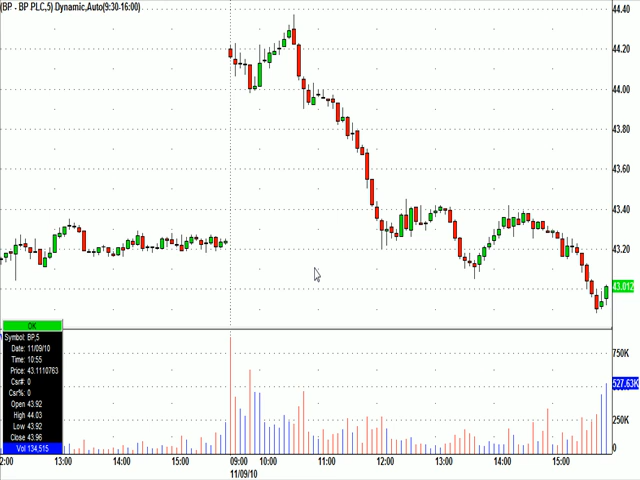 (BP - BP PLC,5) Dynamic,Auto(9:30-16:00)
44.40
44.20
44.00
43.80
43.60
43.40
43.20
43.012
OK
Symbol: BP,5
Date: 11/09/10
Time: 10:55
Price: 43.1110763
Csr#: 0
Csr%: 0
Open 43.92
High 44.03
Low 43.92
Close 43.96
Vol 134,515
750K
527.63K
250K
0
2:00 13:00 14:00 15:00 09:00 10:00 11:00 12:00 13:00 14:00 15:00
11/09/10